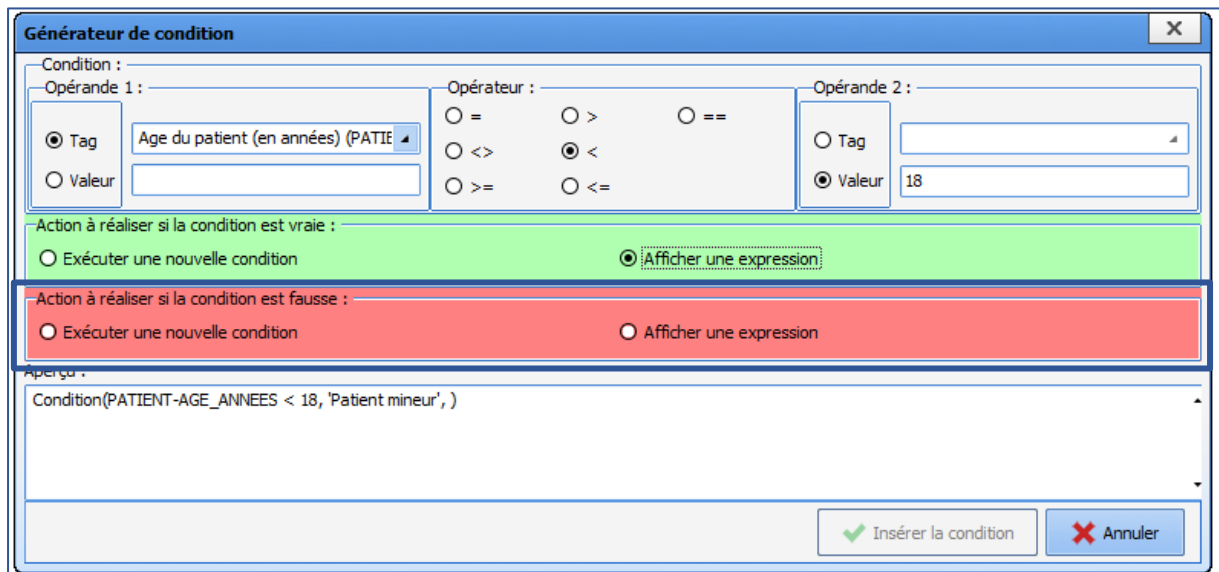 Générateur de condition
Condition :
Opérande 1 :
Opérateur :
Opérande 2 :
= > ==
Tag Age du patient (en années) (PATIE
Tag
<> <
Valeur
Valeur 18
>= <=
Action à réaliser si la condition est vraie :
Exécuter une nouvelle condition Afficher une expression
Action à réaliser si la condition est fausse :
Exécuter une nouvelle condition Afficher une expression
Aperçu :
Condition(PATIENT-AGE_ANNEES < 18, 'Patient mineur', )
Insérer la condition Annuler